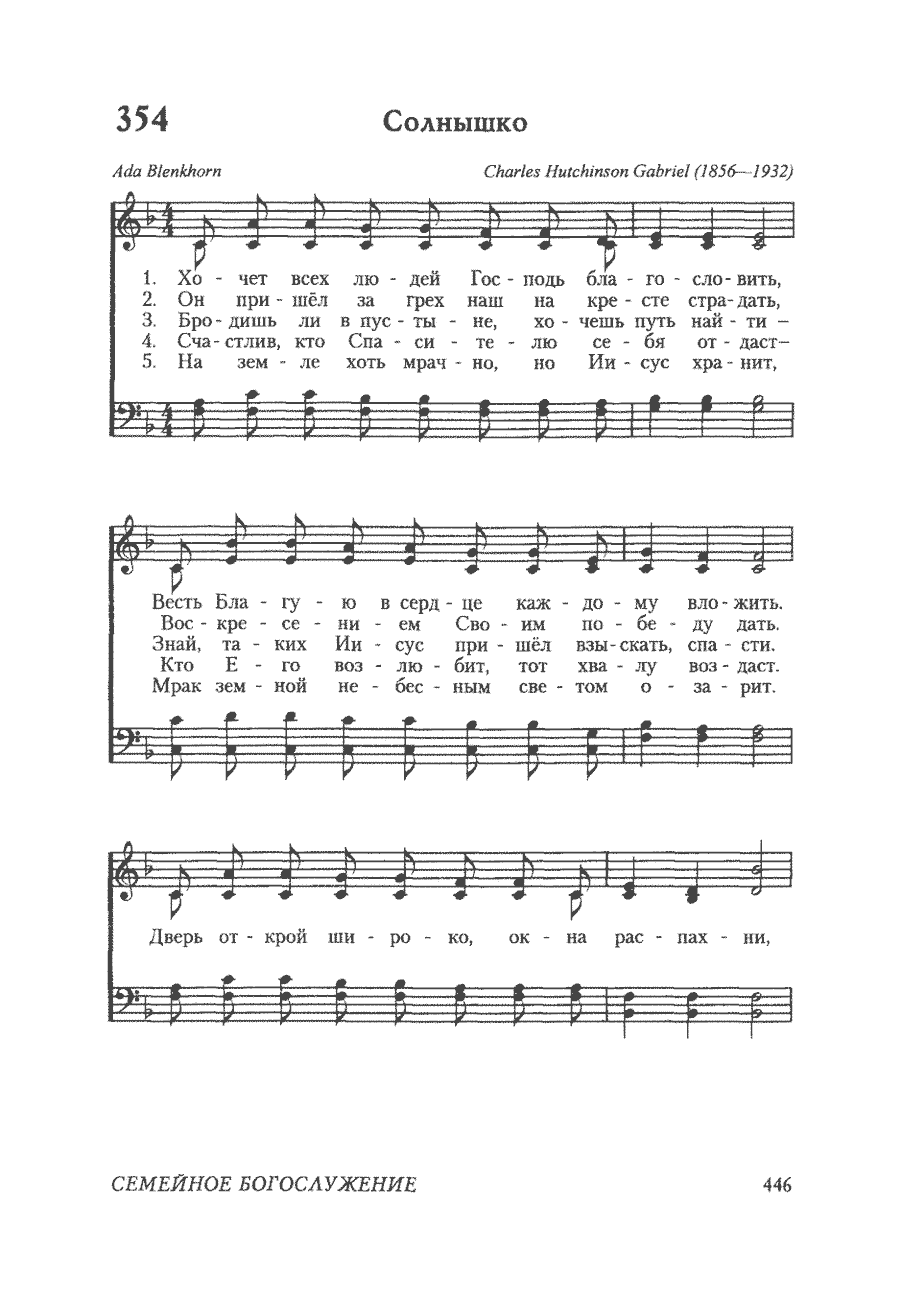 354 Солнышко
Ada Blenkhorn Charles Hutchinson Gabriel (1856—1932)
1. Хо - чет всех лю - дей Гос - подь бла - го - сло - вить,
2. Он при - шёл за грех наш на кре - сте стра- дать,
3. Бро - дишь ли в пус - ты - не, хо - чешь путь най - ти –
4. Сча - стлив, кто Спа - си - те - лю се - бя от - даст–
5. На зем - ле хоть мрач - но, но Ии - сус хра - нит,
Весть Бла - гу - ю в серд - це каж - до - му вло - жить.
Вос - кре - се - ни - ем Сво - им по - бе - ду дать.
Знай, та - ких Ии - сус при - шёл взы- скать, спа - сти.
Кто Е - го воз - лю - бит, тот хва - лу воз - даст.
Мрак зем - ной не - бес - ным све - том о - за - рит.
Дверь от - крой ши - ро - ко, ок - на рас - пах - ни,
СЕМЕЙНОЕ БОГОСЛУЖЕНИЕ 446